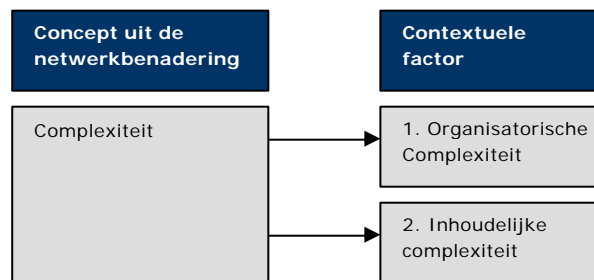 Concept uit de
netwerkbenadering
Contextuele
factor
Complexiteit
1. Organisatorische
Complexiteit
2. Inhoudelijke
complexiteit